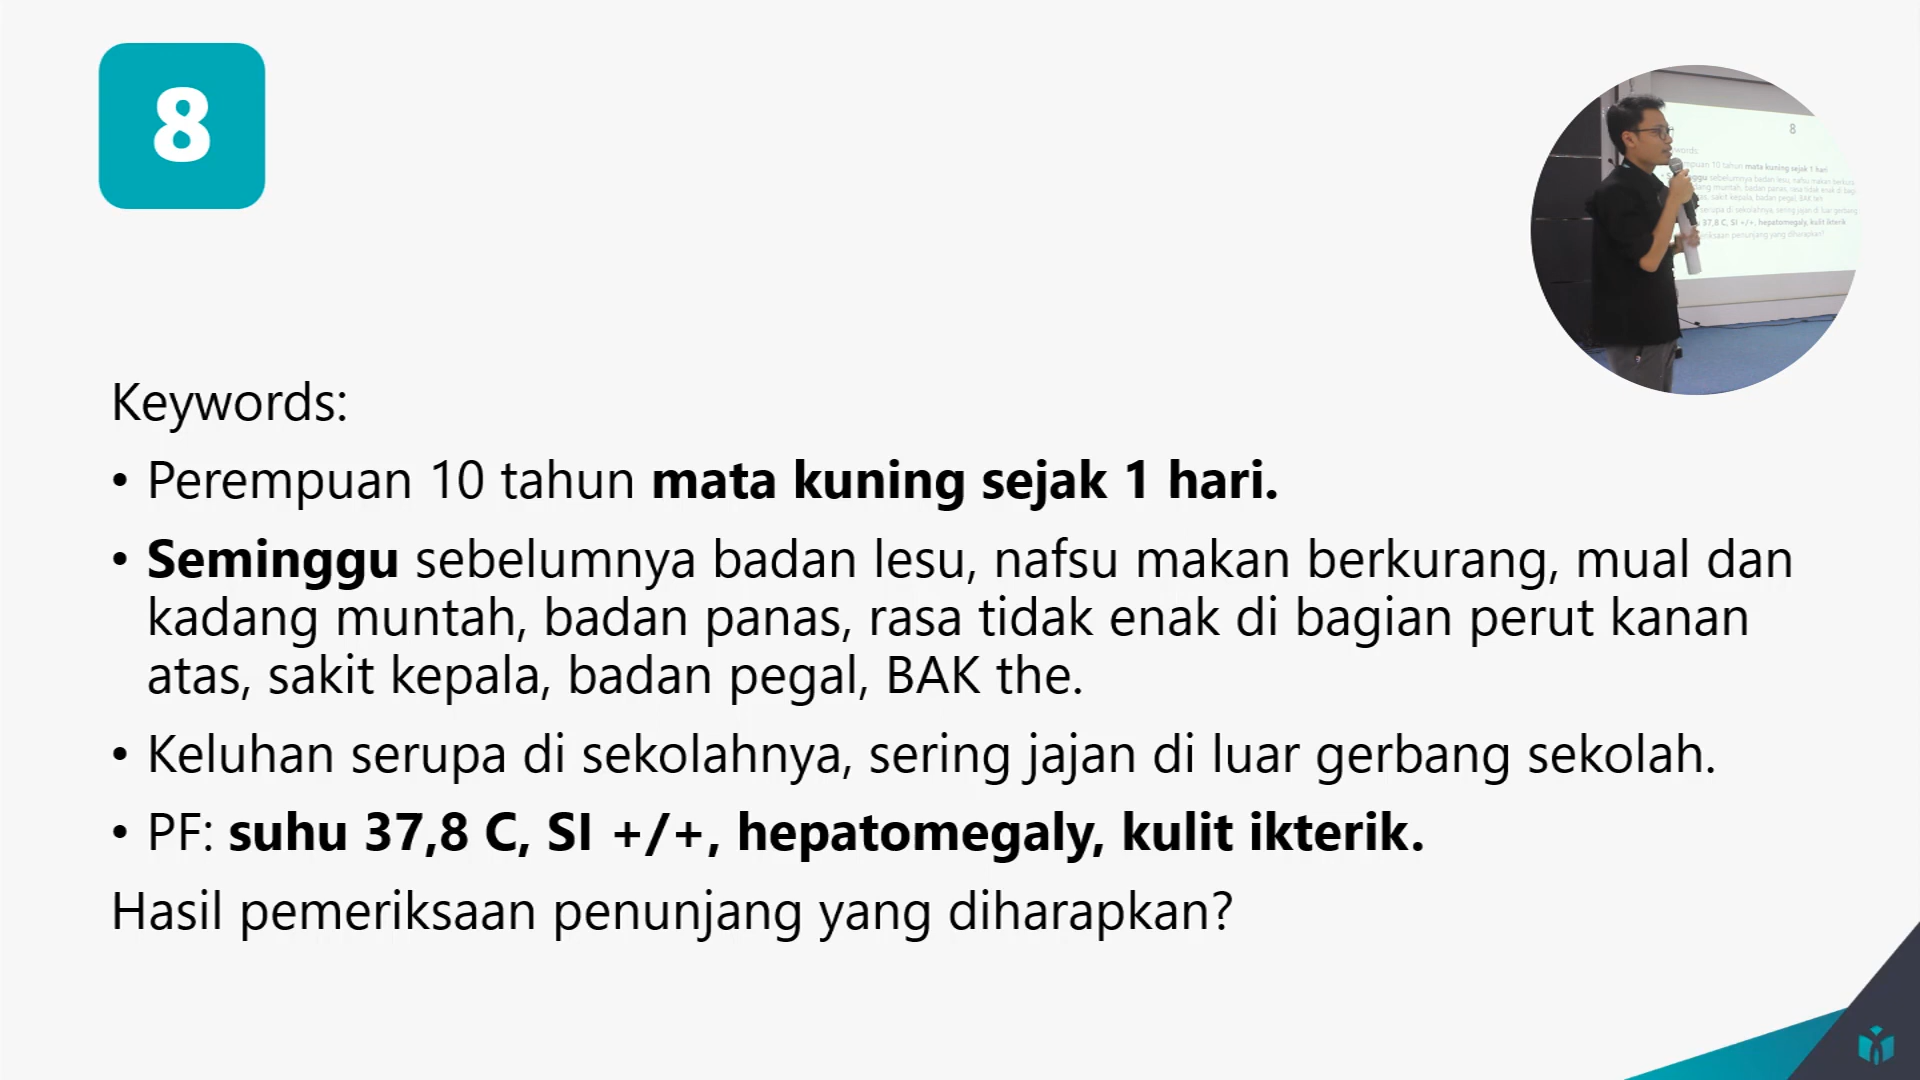 8
8
Keywords:
• Perempuan 10 tahun mata kuning sejak 1 hari.
• Seminggu sebelumnya badan lesu, nafsu makan berkurang, mual dan
kadang muntah, badan panas, rasa tidak enak di bagian perut kanan
atas, sakit kepala, badan pegal, BAK the.
• Keluhan serupa di sekolahnya, sering jajan di luar gerbang sekolah.
• PF: suhu 37,8 C, SI +/+, hepatomegaly, kulit ikterik.
Hasil pemeriksaan penunjang yang diharapkan?